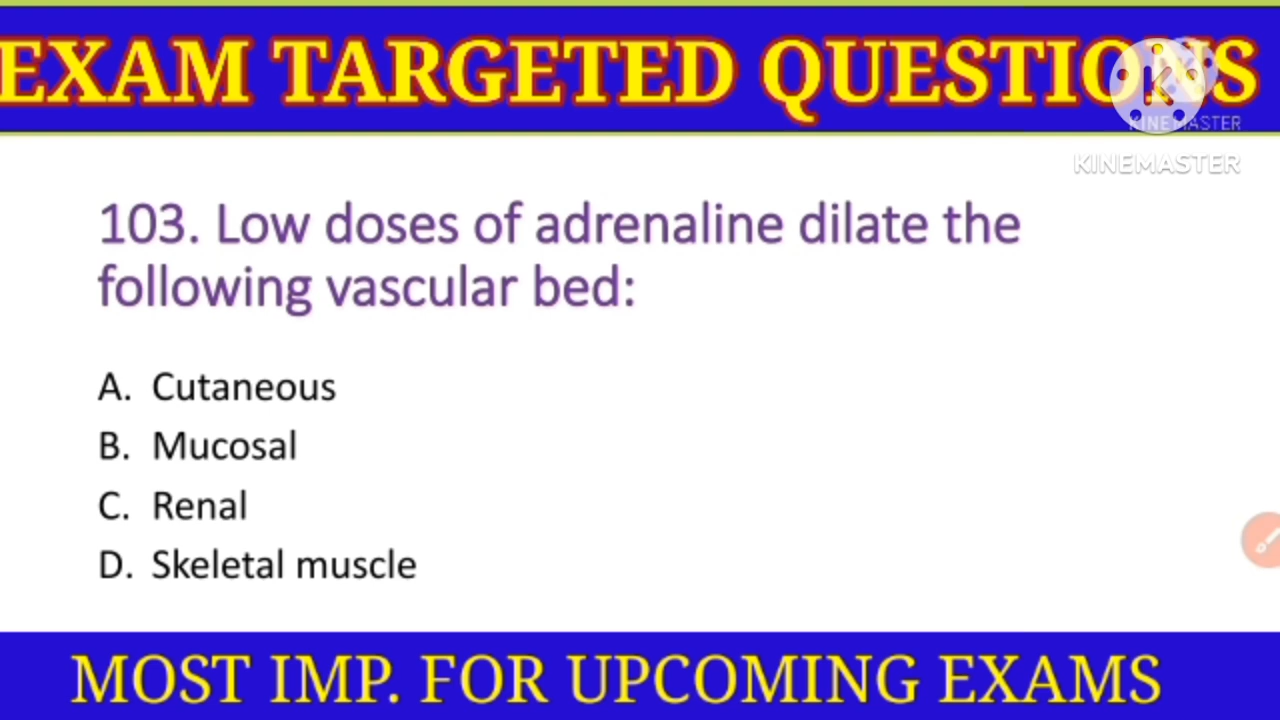 EXAM TARGETED QUESTIONS
KINEMASTER
KINEMASTER
103. Low doses of adrenaline dilate the
following vascular bed:
A. Cutaneous
B. Mucosal
C. Renal
D. Skeletal muscle
MOST IMP. FOR UPCOMING EXAMS